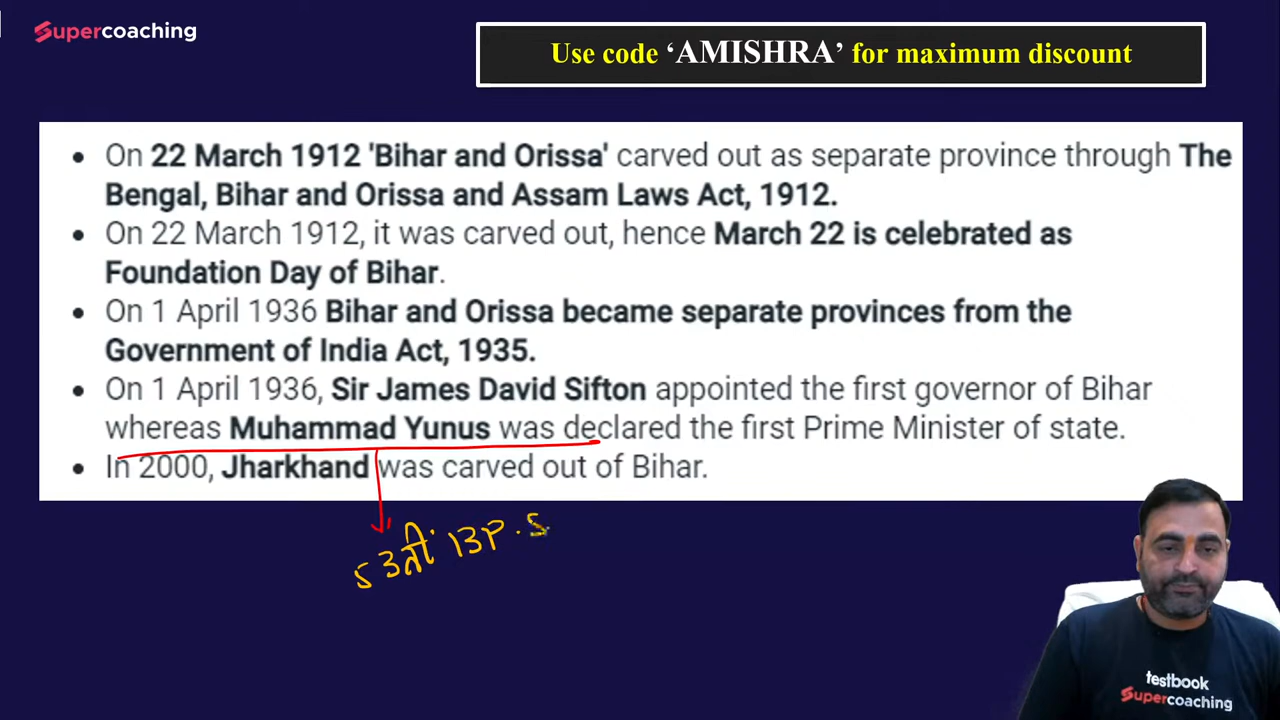 Supercoaching
Use code ‘AMISHRA’ for maximum discount
• On 22 March 1912 'Bihar and Orissa' carved out as separate province through The
Bengal, Bihar and Orissa and Assam Laws Act, 1912.
• On 22 March 1912, it was carved out, hence March 22 is celebrated as
Foundation Day of Bihar.
• On 1 April 1936 Bihar and Orissa became separate provinces from the
Government of India Act, 1935.
• On 1 April 1936, Sir James David Sifton appointed the first governor of Bihar
whereas Muhammad Yunus was declared the first Prime Minister of state.
• In 2000, Jharkhand was carved out of Bihar.
53 BP.S
testbook
Supercoaching